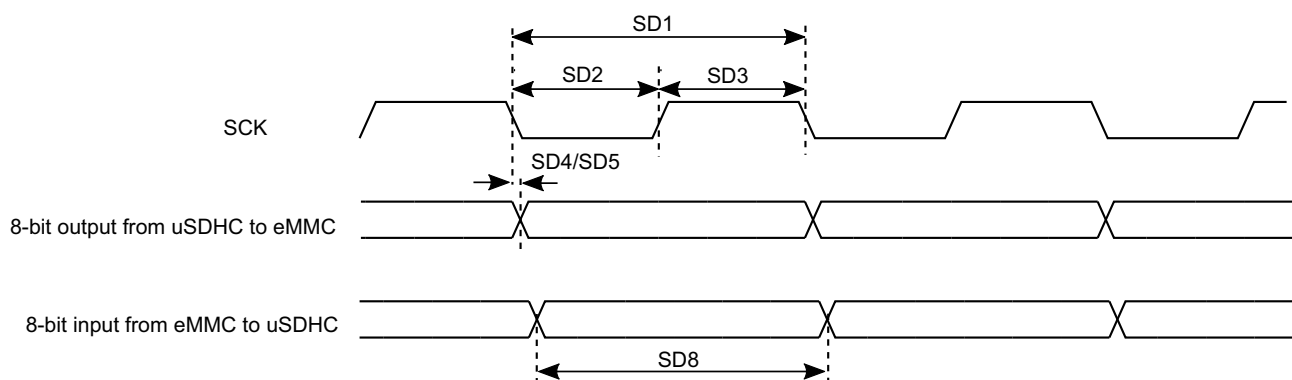 SD1
SD2
SD3
SCK
SD4/SD5
8-bit output from uSDHC to eMMC
8-bit input from eMMC to uSDHC
SD8